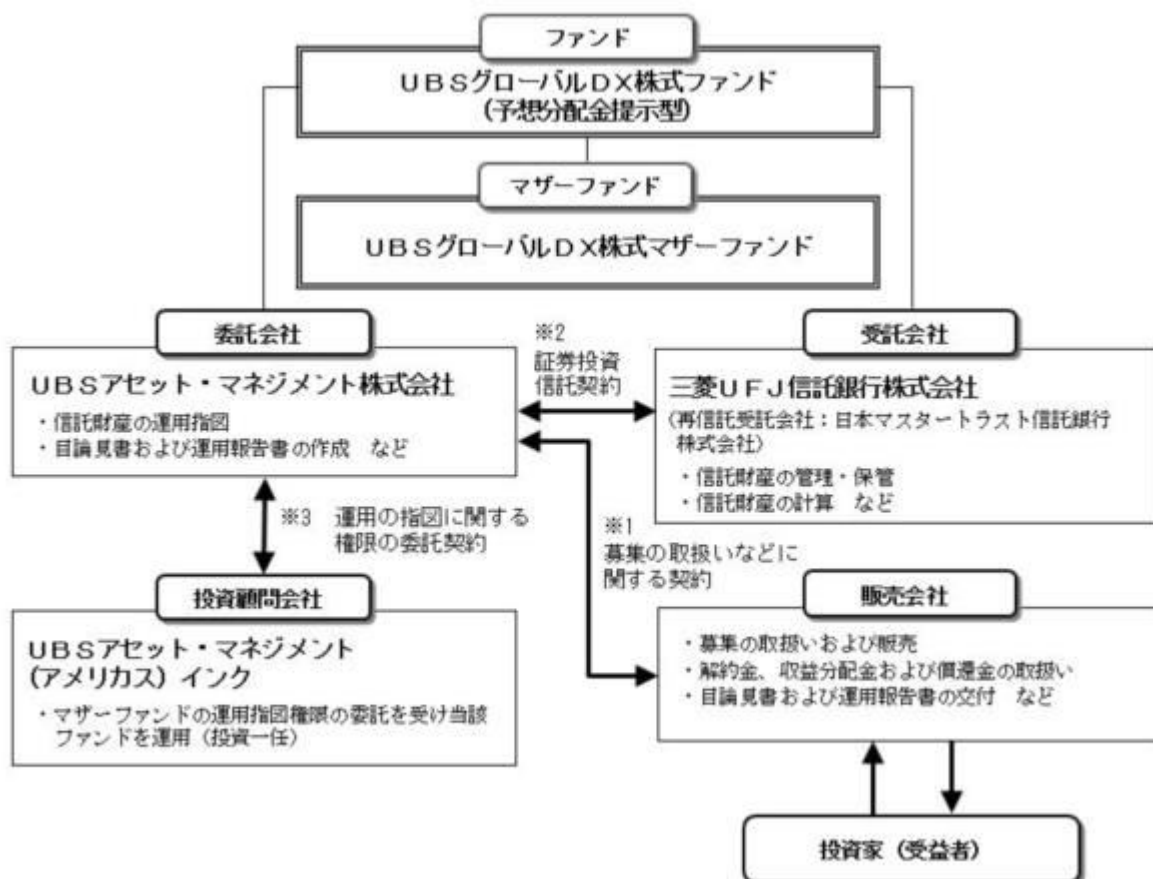 ファンド
UBSグローバルDX株式ファンド
(予想分配金提示型)
マザーファンド
UBSグローバルDX株式マザーファンド
委託会社
UBSアセット・マネジメント株式会社
・信託財産の運用指図
・目論見書および運用報告書の作成 など
※2
証券投資
信託契約
受託会社
三菱UFJ信託銀行株式会社
(再信託受託会社:日本マスタートラスト信託銀行
株式会社)
・信託財産の管理・保管
・信託財産の計算 など
※3 運用の指図に関する
権限の委託契約
※1
募集の取扱いなどに
関する契約
投資顧問会社
UBSアセット・マネジメント
(アメリカス)インク
・マザーファンドの運用指図権限の委託を受け当該
ファンドを運用(投資一任)
販売会社
・募集の取扱いおよび販売
・解約金、収益分配金および償還金の取扱い
・目論見書および運用報告書の交付 など
投資家(受益者)